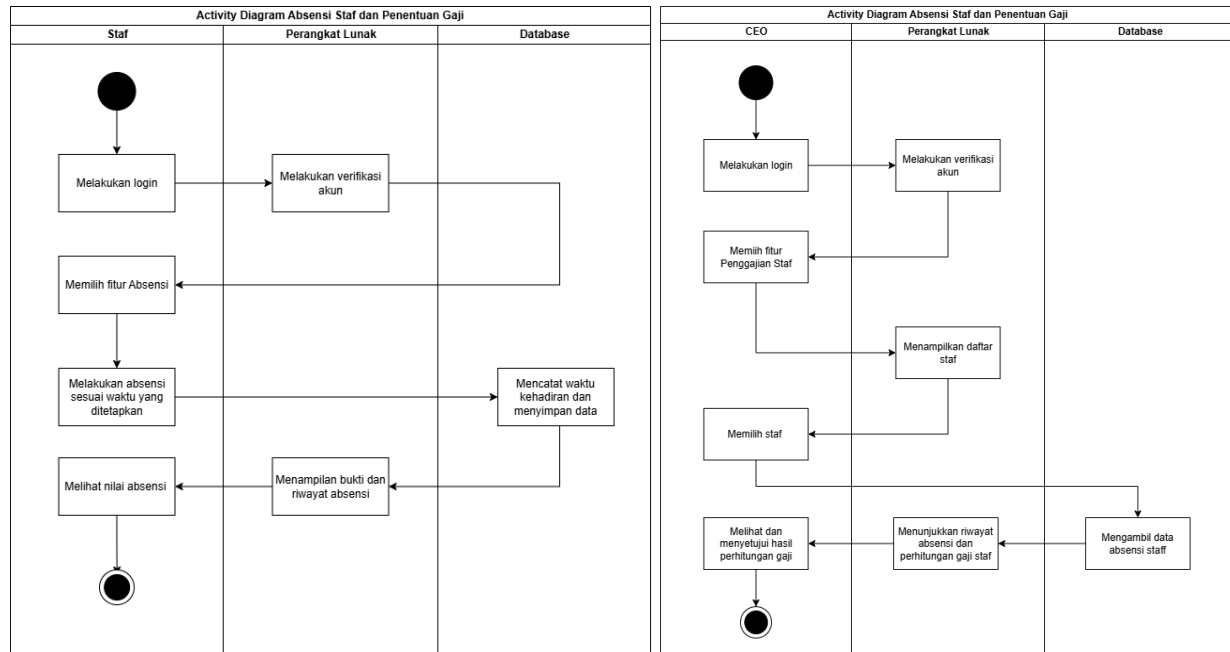 Activity Diagram Absensi Staf dan Penentuan Gaji
Staf
Perangkat Lunak
Database
Melakukan login
Melakukan verifikasi
akun
Memilih fitur Absensi
Melakukan absensi
sesuai waktu yang
ditetapkan
Mencatat waktu
kehadiran dan
menyimpan data
Melihat nilai absensi
Menampilan bukti dan
riwayat absensi
Activity Diagram Absensi Staf dan Penentuan Gaji
CEO
Perangkat Lunak
Database
Melakukan login
Melakukan verifikasi
akun
Memiih fitur
Penggajian Staf
Menampilkan daftar
staf
Memilih staf
Melihat dan
menyetujui hasil
perhitungan gaji
Menunjukkan riwayat
absensi dan
perhitungan gaji staf
Mengambil data
absensi staff